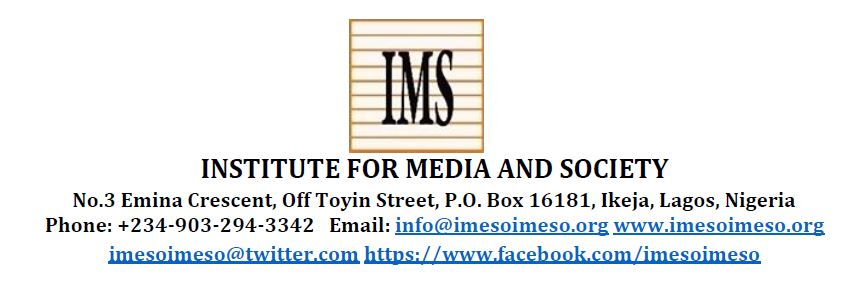 IMS
INSTITUTE FOR MEDIA AND SOCIETY
No.3 Emina Crescent, Off Toyin Street, P.O. Box 16181, Ikeja, Lagos, Nigeria
Phone: +234-903-294-3342 Email: info@imesoimeso.org www.imesoimeso.org
imesoimeso@twitter.com https://www.facebook.com/imesoimeso